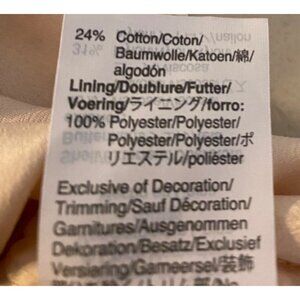 24% Cotton/Coton/
Baumwolle/Katoen/綿/
algodón
Lining/Doublure/Futter/
Voering/ライニング/forro:
100% Polyester/Polyester/
Polyester/Polyester/ポ
リエステル/poliéster
Exclusive of Decoration/
Trimming/Sauf Décoration/
Garnitures/Ausgenommen
Dekoration/Besatz/Exclusief
Versiering/Garneersel/装飾